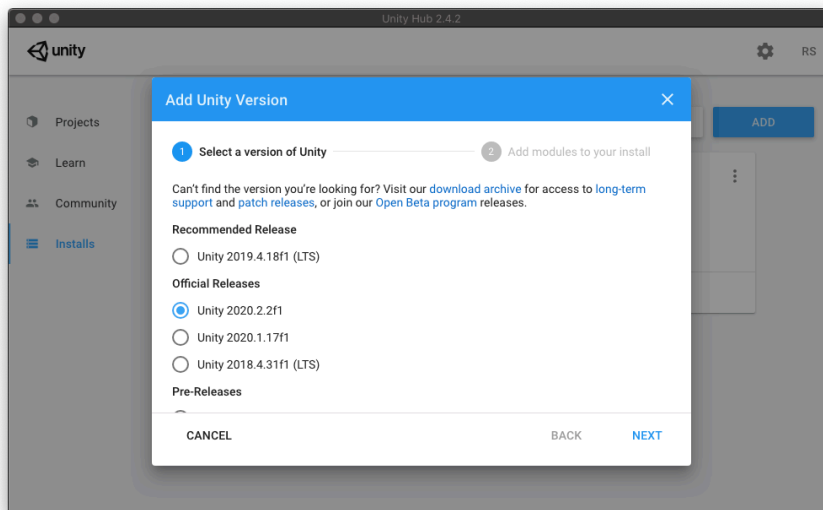 Unity Hub 2.4.2
unity
RS
Add Unity Version
Projects
ADD
1 Select a version of Unity
2 Add modules to your install
Learn
Can't find the version you're looking for? Visit our download archive for access to long-term
support and patch releases, or join our Open Beta program releases.
Community
Recommended Release
Installs
Unity 2019.4.18f1 (LTS)
Official Releases
Unity 2020.2.2f1
Unity 2020.1.17f1
Unity 2018.4.31f1 (LTS)
Pre-Releases
CANCEL
BACK
NEXT